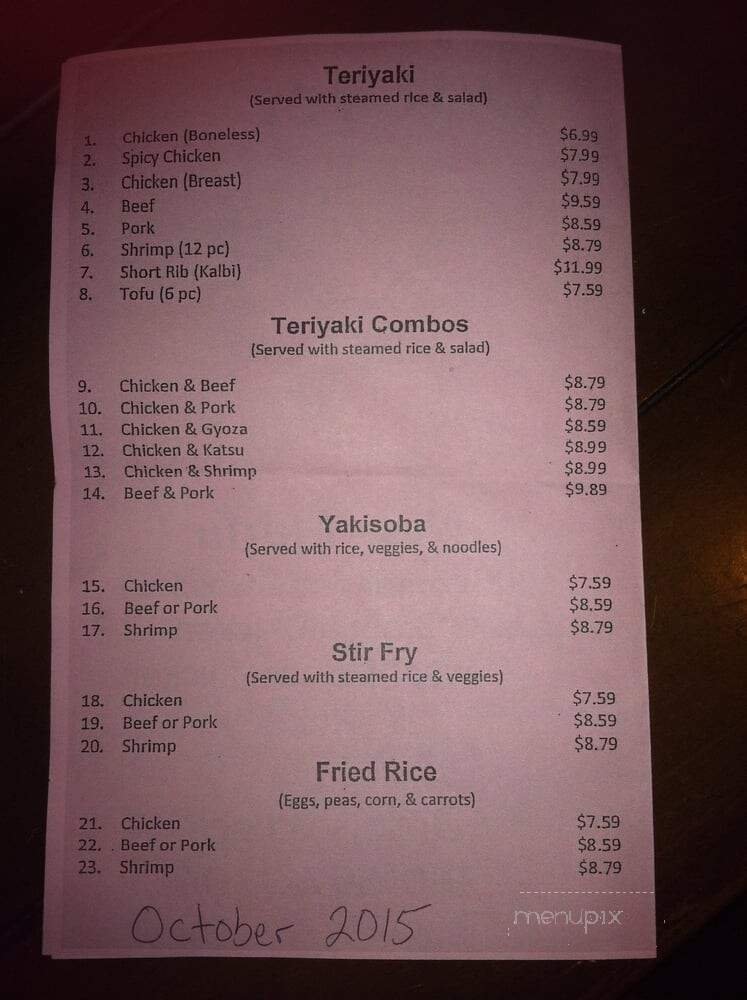 Teriyaki
(Served with steamed rice & salad)
1. Chicken (Boneless) $6.99
2. Spicy Chicken $7.99
3. Chicken (Breast) $7.99
4. Beef $9.59
5. Pork $8.59
6. Shrimp (12 pc) $8.79
7. Short Rib (Kalbi) $11.99
8. Tofu (6 pc) $7.59
Teriyaki Combos
(Served with steamed rice & salad)
9. Chicken & Beef $8.79
10. Chicken & Pork $8.79
11. Chicken & Gyoza $8.59
12. Chicken & Katsu $8.99
13. Chicken & Shrimp $8.99
14. Beef & Pork $9.89
Yakisoba
(Served with rice, veggies, & noodles)
15. Chicken $7.59
16. Beef or Pork $8.59
17. Shrimp $8.79
Stir Fry
(Served with steamed rice & veggies)
18. Chicken $7.59
19. Beef or Pork $8.59
20. Shrimp $8.79
Fried Rice
(Eggs, peas, corn, & carrots)
21. Chicken $7.59
22. Beef or Pork $8.59
23. Shrimp $8.79
October 2015
menupix